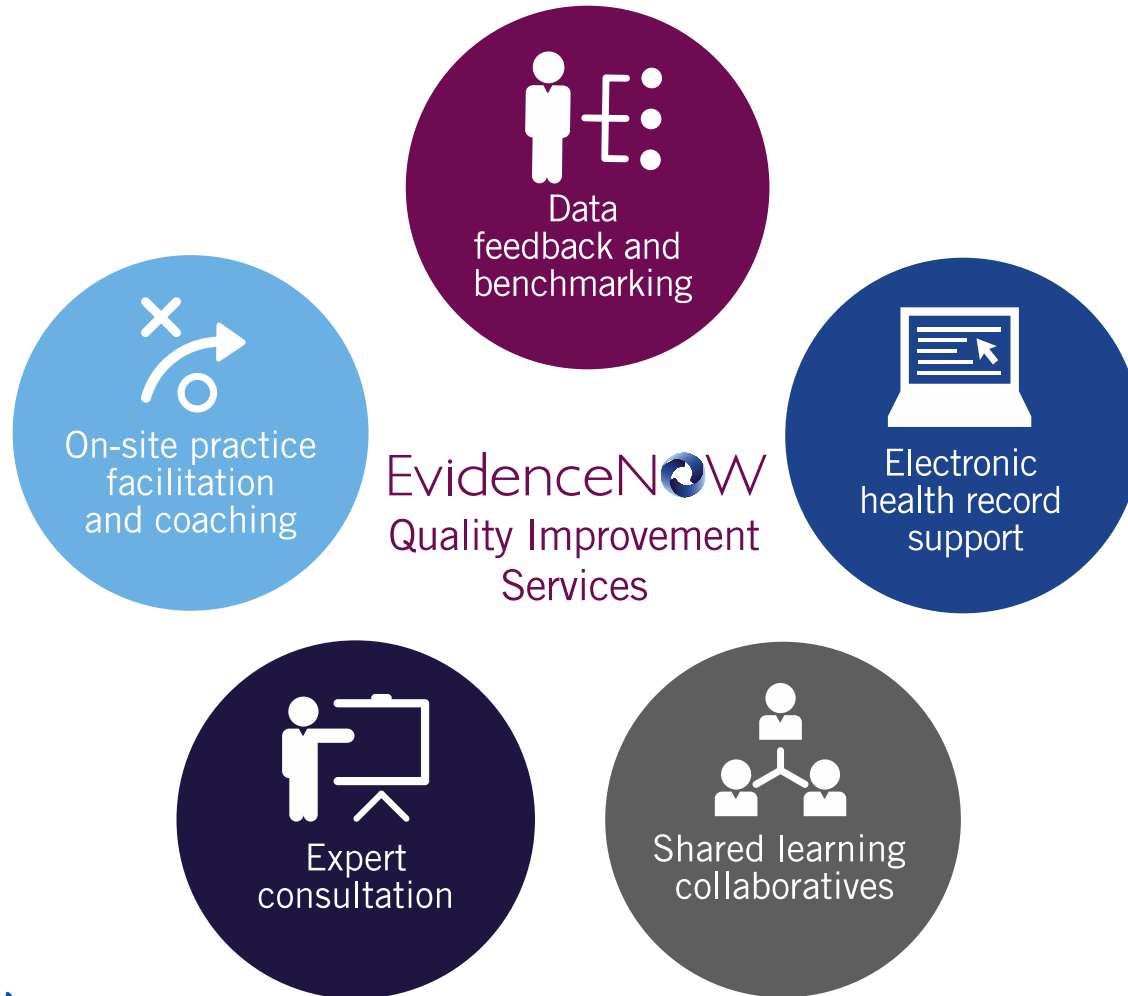 Data
feedback and
benchmarking
On-site practice
facilitation
and coaching
Electronic
health record
support
EvidenceNOW
Quality Improvement
Services
Expert
consultation
Shared learning
collaboratives